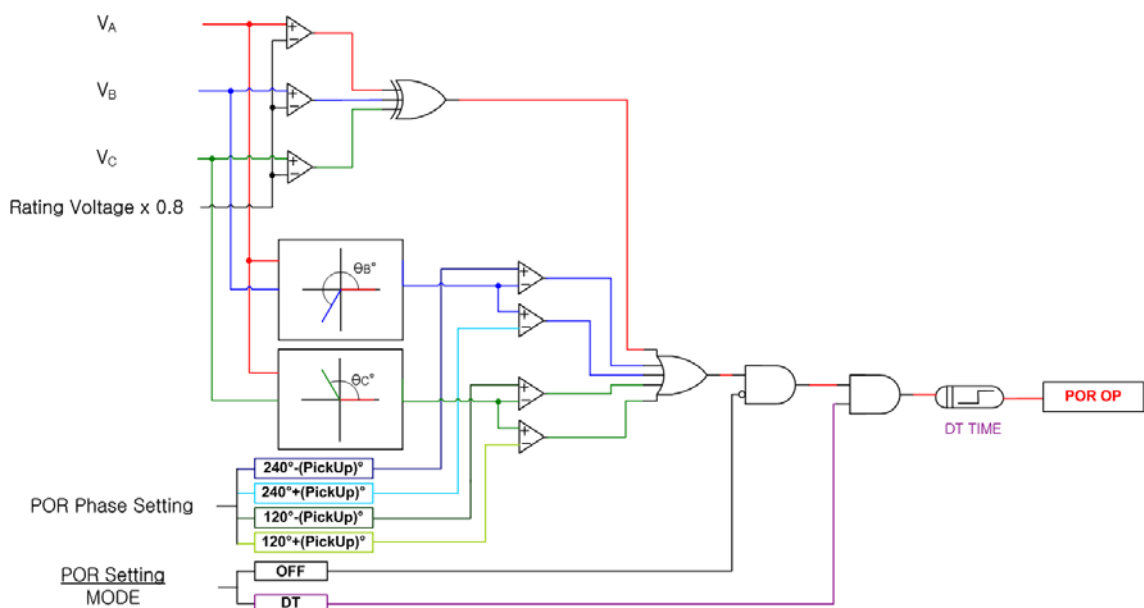 VA
VB
VC
Rating Voltage x 0.8
θB°
θC°
POR Phase Setting
240°-(PickUp)°
240°+(PickUp)°
120°-(PickUp)°
120°+(PickUp)°
POR Setting
MODE
OFF
DT
DT TIME
POR OP
+
−
+
−
+
−
+
−
+
−
+
−
+
−